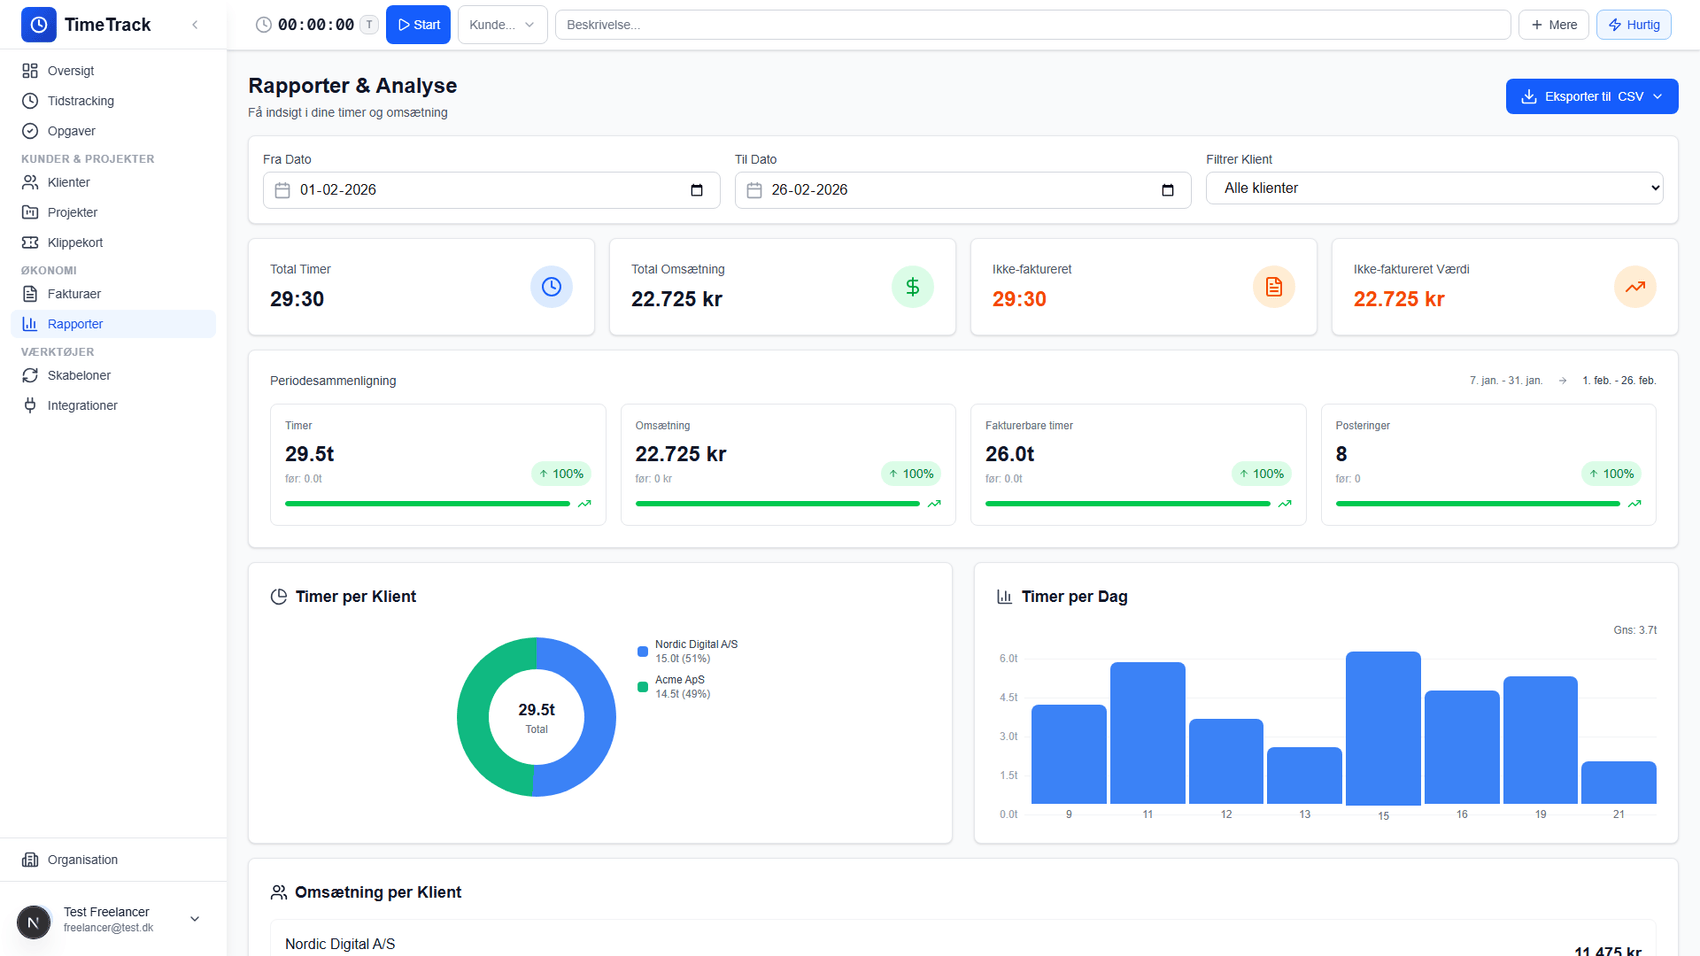 TimeTrack
00:00:00 T
Start
Kunde...
Beskrivelse...
Mere
Hurtig
Oversigt
Tidstracking
Opgaver
KUNDER & PROJEKTER
Klienter
Projekter
Klippekort
ØKONOMI
Fakturaer
Rapporter
VÆRKTØJER
Skabeloner
Integrationer
Organisation
N
Test Freelancer
freelancer@test.dk
Rapporter & Analyse
Få indsigt i dine timer og omsætning
Eksporter til CSV
Fra Dato
01-02-2026
Til Dato
26-02-2026
Filtrer Klient
Alle klienter
Total Timer
29:30
Total Omsætning
22.725 kr
Ikke-faktureret
29:30
Ikke-faktureret Værdi
22.725 kr
Periodesammenligning
7. jan. - 31. jan. → 1. feb. - 26. feb.
Timer
29.5t
før: 0.0t
↑ 100%
Omsætning
22.725 kr
før: 0 kr
↑ 100%
Fakturerbare timer
26.0t
før: 0.0t
↑ 100%
Posteringer
8
før: 0
↑ 100%
Timer per Klient
29.5t
Total
Nordic Digital A/S
15.0t (51%)
Acme ApS
14.5t (49%)
Timer per Dag
Gns: 3.7t
6.0t
4.5t
3.0t
1.5t
0.0t
9 11 12 13 15 16 19 21
Omsætning per Klient
Nordic Digital A/S
11.475 kr